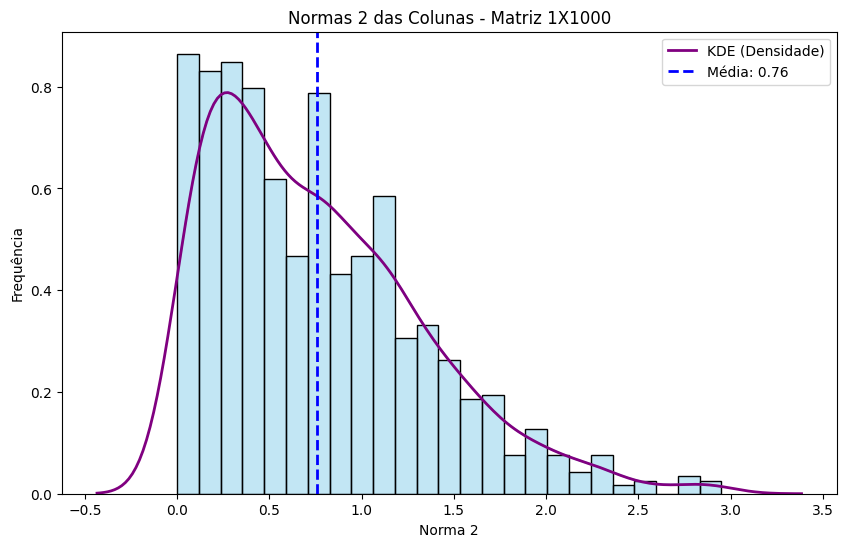 Normas 2 das Colunas - Matriz 1X1000
KDE (Densidade)
Média: 0.76
Frequência
0.8
0.6
0.4
0.2
0.0
−0.5 0.0 0.5 1.0 1.5 2.0 2.5 3.0 3.5
Norma 2